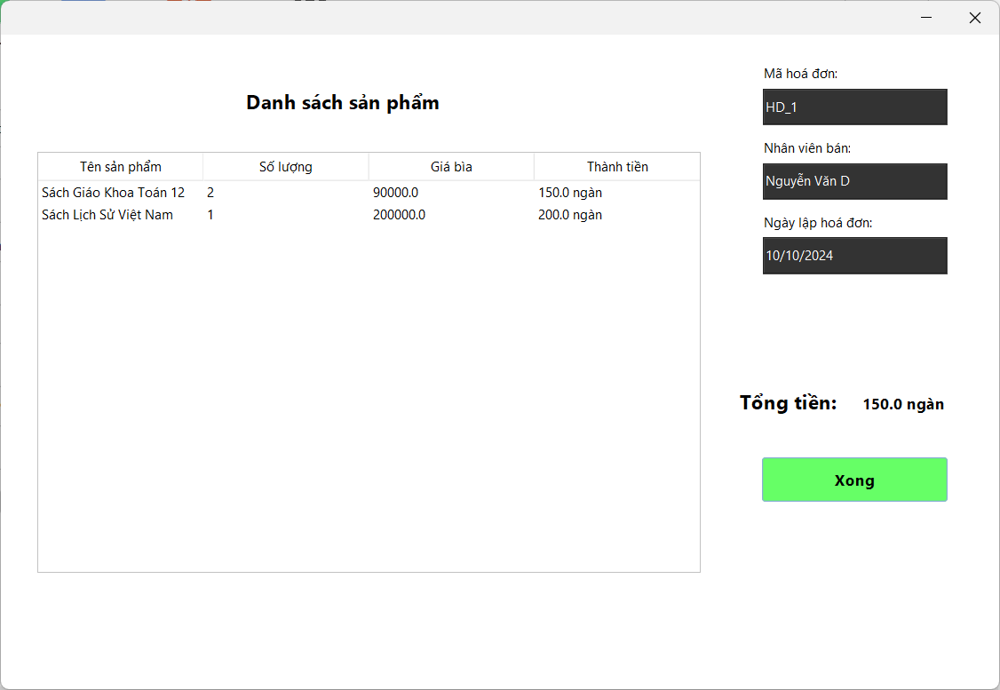 Danh sách sản phẩm
Tên sản phẩm Số lượng Giá bìa Thành tiền
Sách Giáo Khoa Toán 12 2 90000.0 150.0 ngàn
Sách Lịch Sử Việt Nam 1 200000.0 200.0 ngàn
Mã hoá đơn:
HD_1
Nhân viên bán:
Nguyễn Văn D
Ngày lập hoá đơn:
10/10/2024
Tổng tiền: 150.0 ngàn
Xong